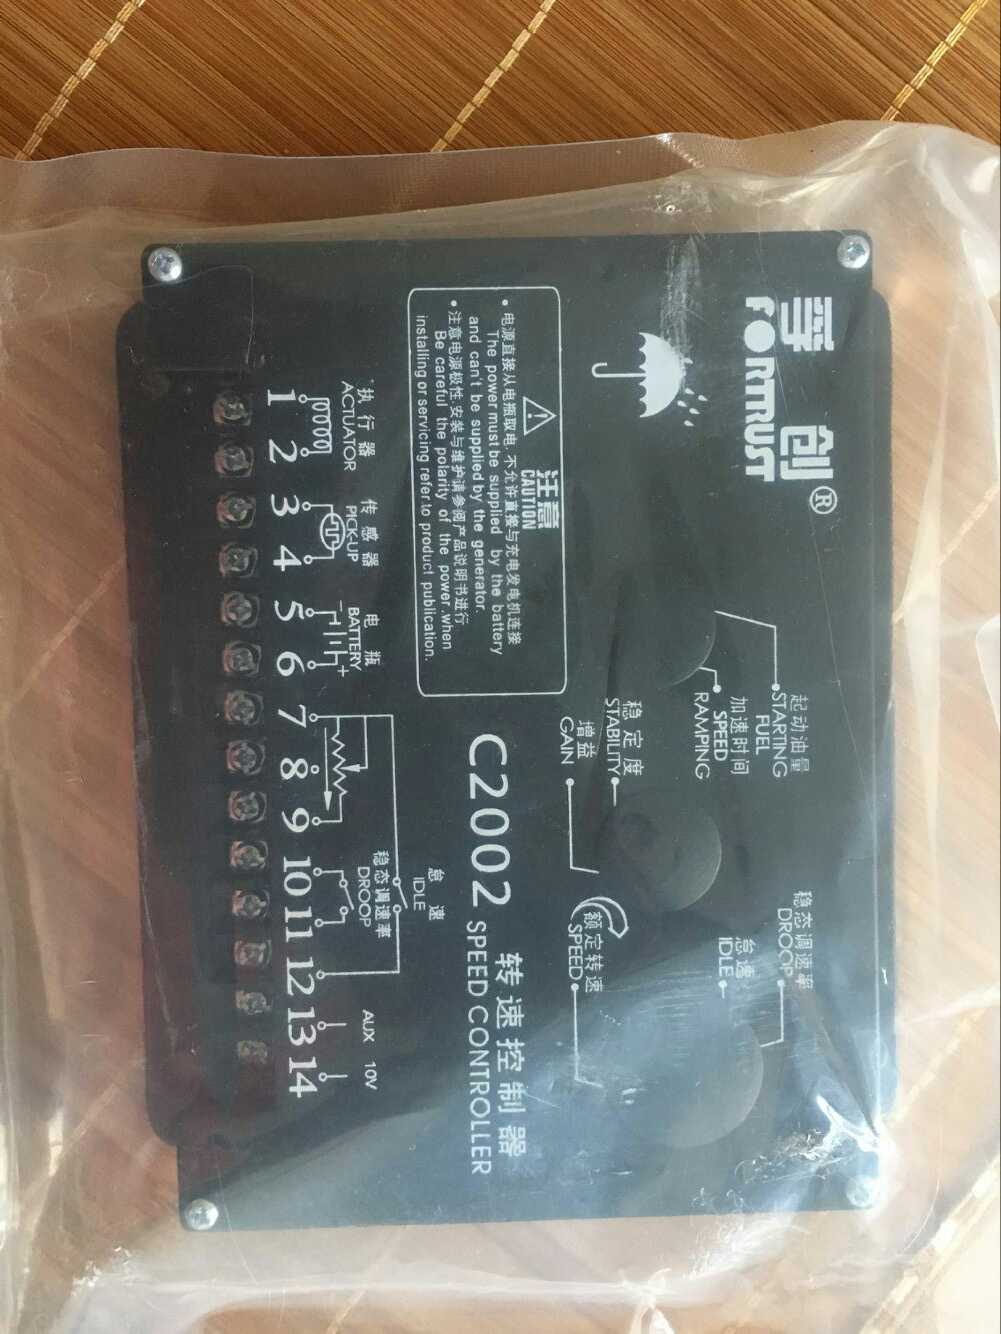 孚创®
FORTRUST
注意
CAUTION
•电源直接从电瓶取电,不允许直接与充电发电机连接
The power must be supplied by the battery
and can't be supplied by the generator.
•注意电源极性.安装与维护请参阅产品说明书进行
Be careful the polarity of the power .when
installing or servicing refer to product publication.
起动油量
STARTING
FUEL
加速时间
SPEED
RAMPING
稳定度
STABILITY
增益
GAIN
稳态调速率
DROOP
怠速
IDLE
额定转速
SPEED
C2002 转速控制器
SPEED CONTROLLER
执行器
ACTUATOR
传感器
PICK-UP
电瓶
BATTERY
- +
怠速
IDLE
稳态调速率
DROOP
AUX 10V
1 2 3 4 5 6 7 8 9 10 11 12 13 14